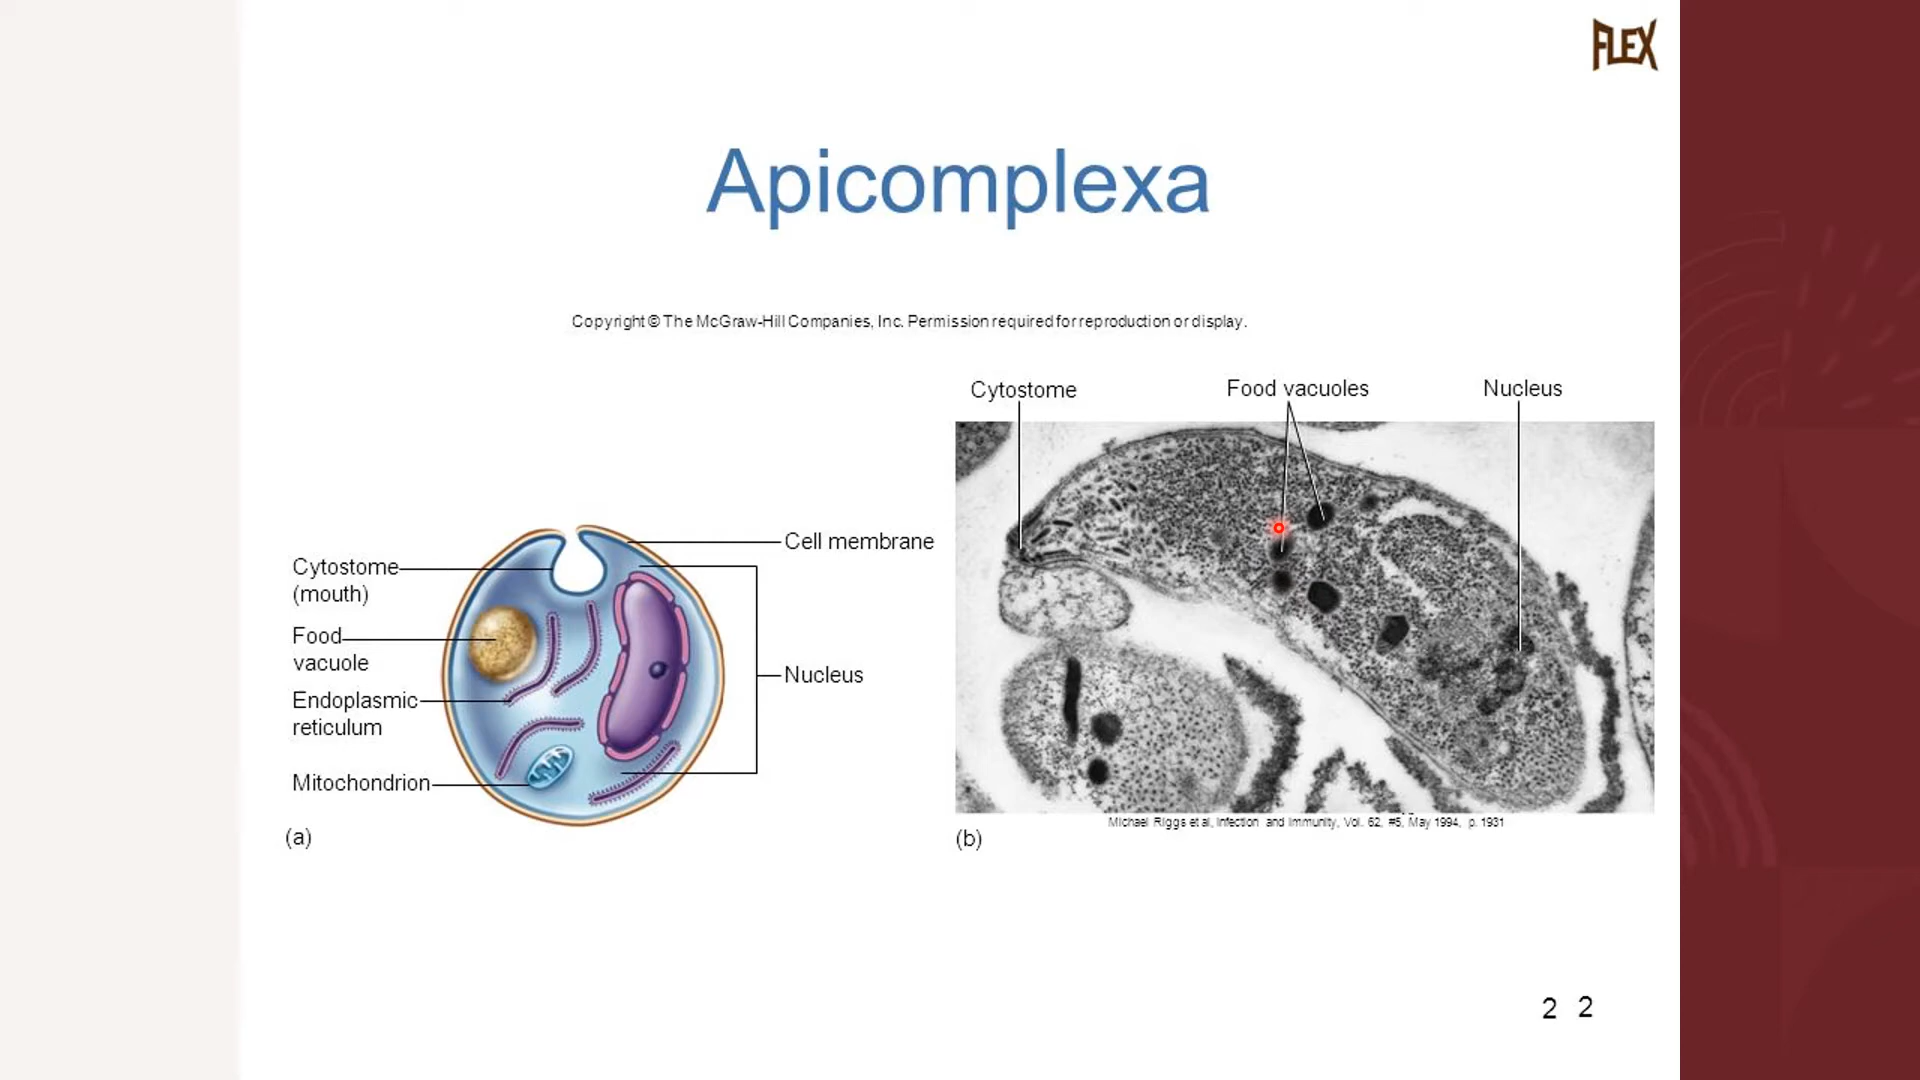 FLEX
Apicomplexa
Copyright © The McGraw-Hill Companies, Inc. Permission required for reproduction or display.
Cytostome
Food vacuoles
Nucleus
Cell membrane
Cytostome
(mouth)
Food
vacuole
Nucleus
Endoplasmic
reticulum
Mitochondrion
(a)
Michael Riggs et al, Infection and Immunity, Vol. 62, #5, May 1994, p. 1931
(b)
2 2